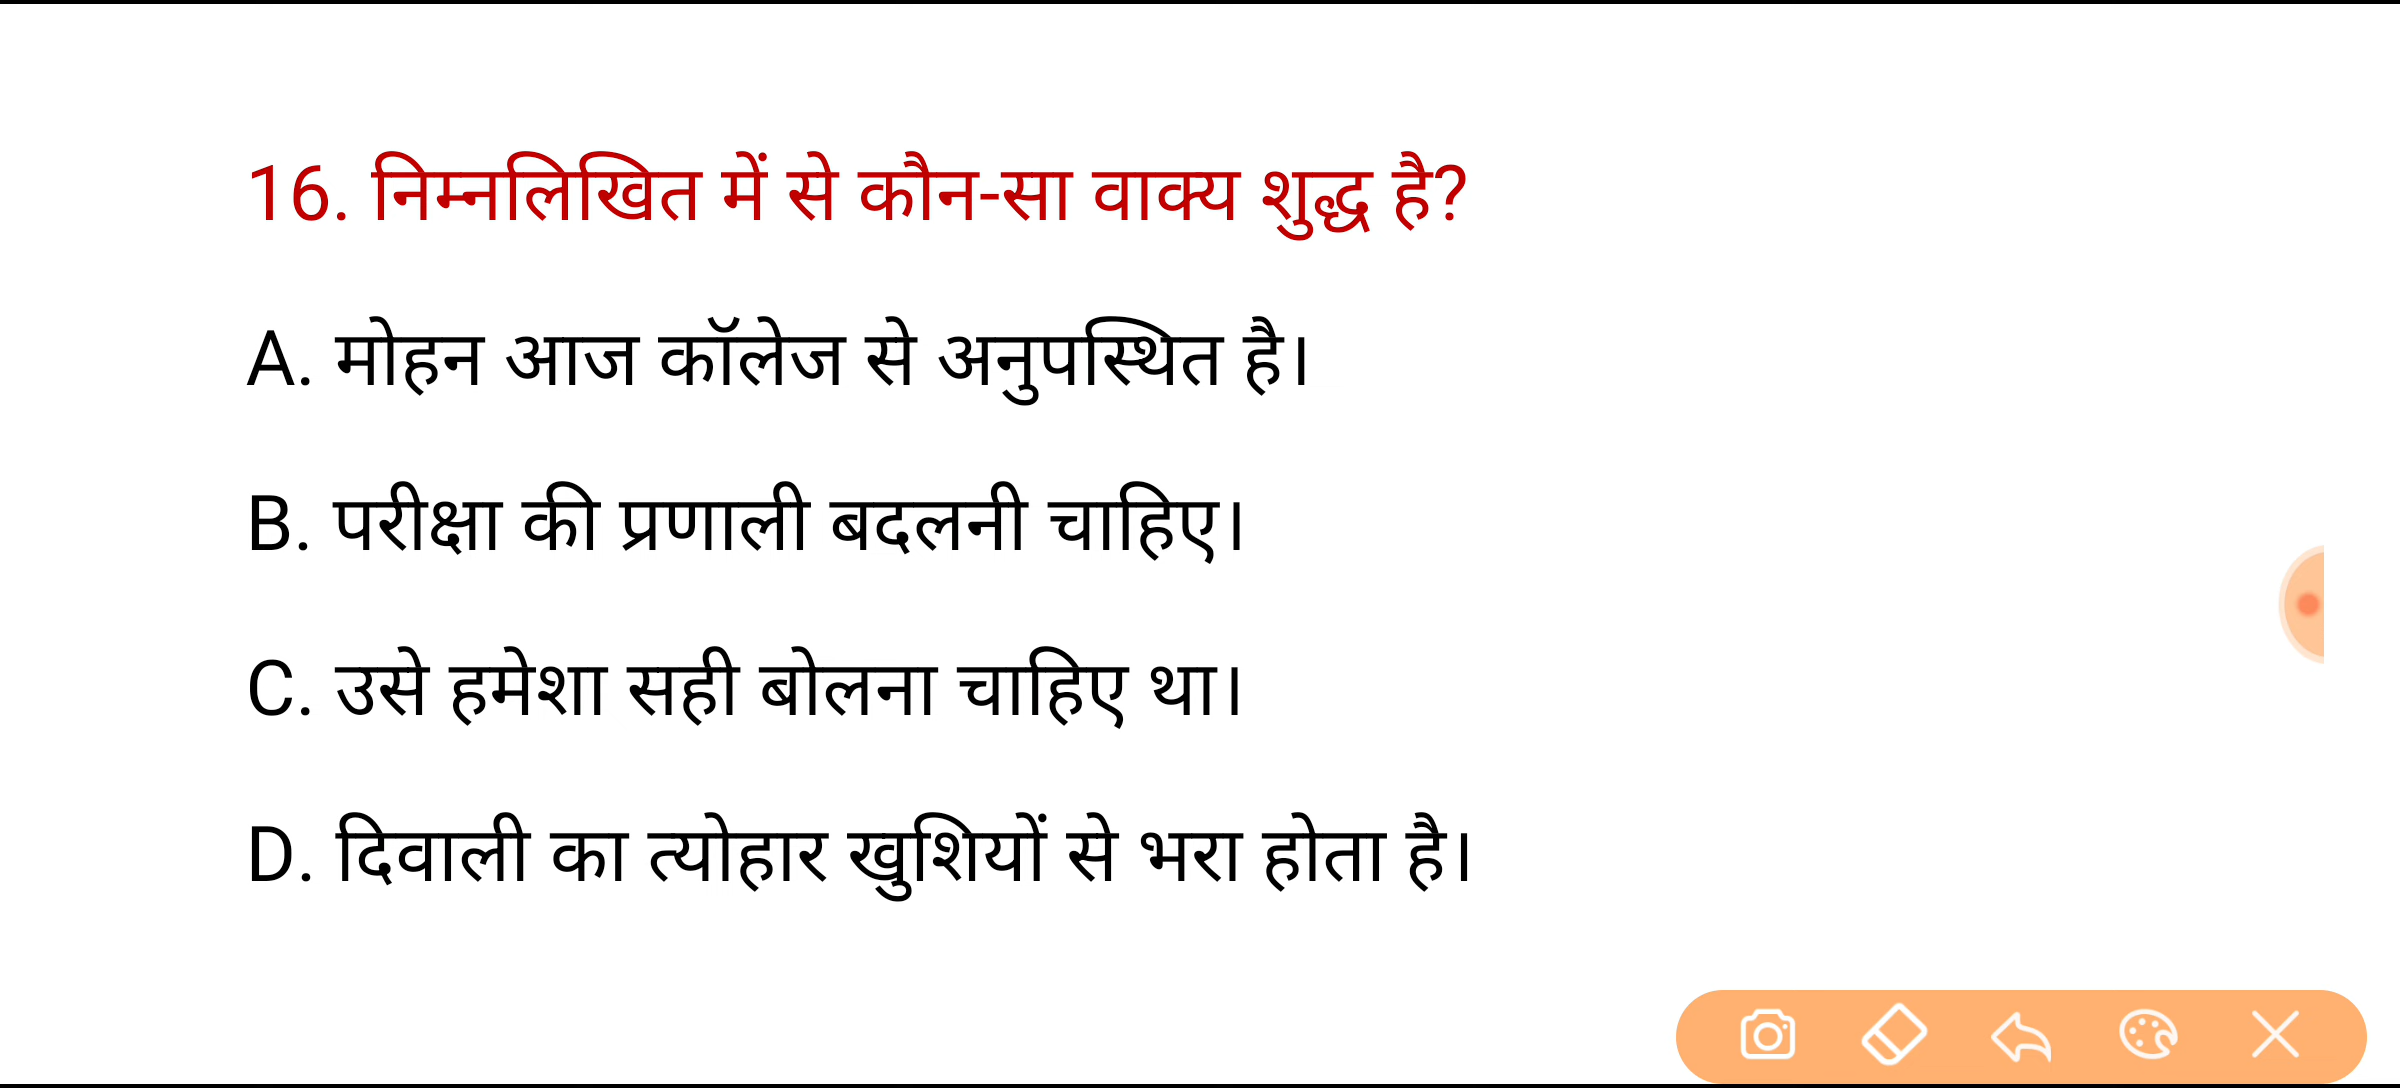 16. निम्नलिखित में से कौन-सा वाक्य शुद्ध है?
A. मोहन आज कॉलेज से अनुपस्थित है।
B. परीक्षा की प्रणाली बदलनी चाहिए।
C. उसे हमेशा सही बोलना चाहिए था।
D. दिवाली का त्योहार खुशियों से भरा होता है।